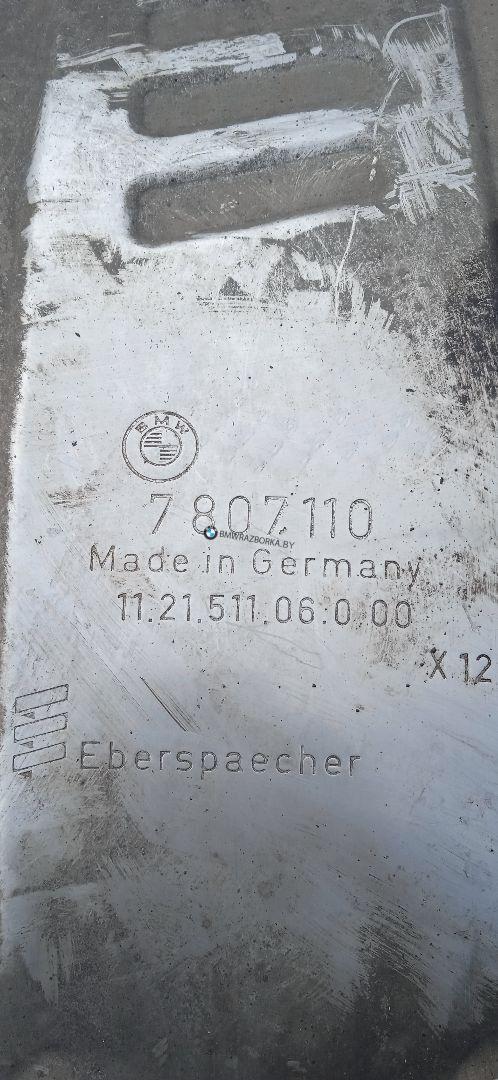 BMW
7 807 110
BMWRAZBORKA.BY
Made in Germany
11.21.511.06.0 00
X 12
Eberspaecher